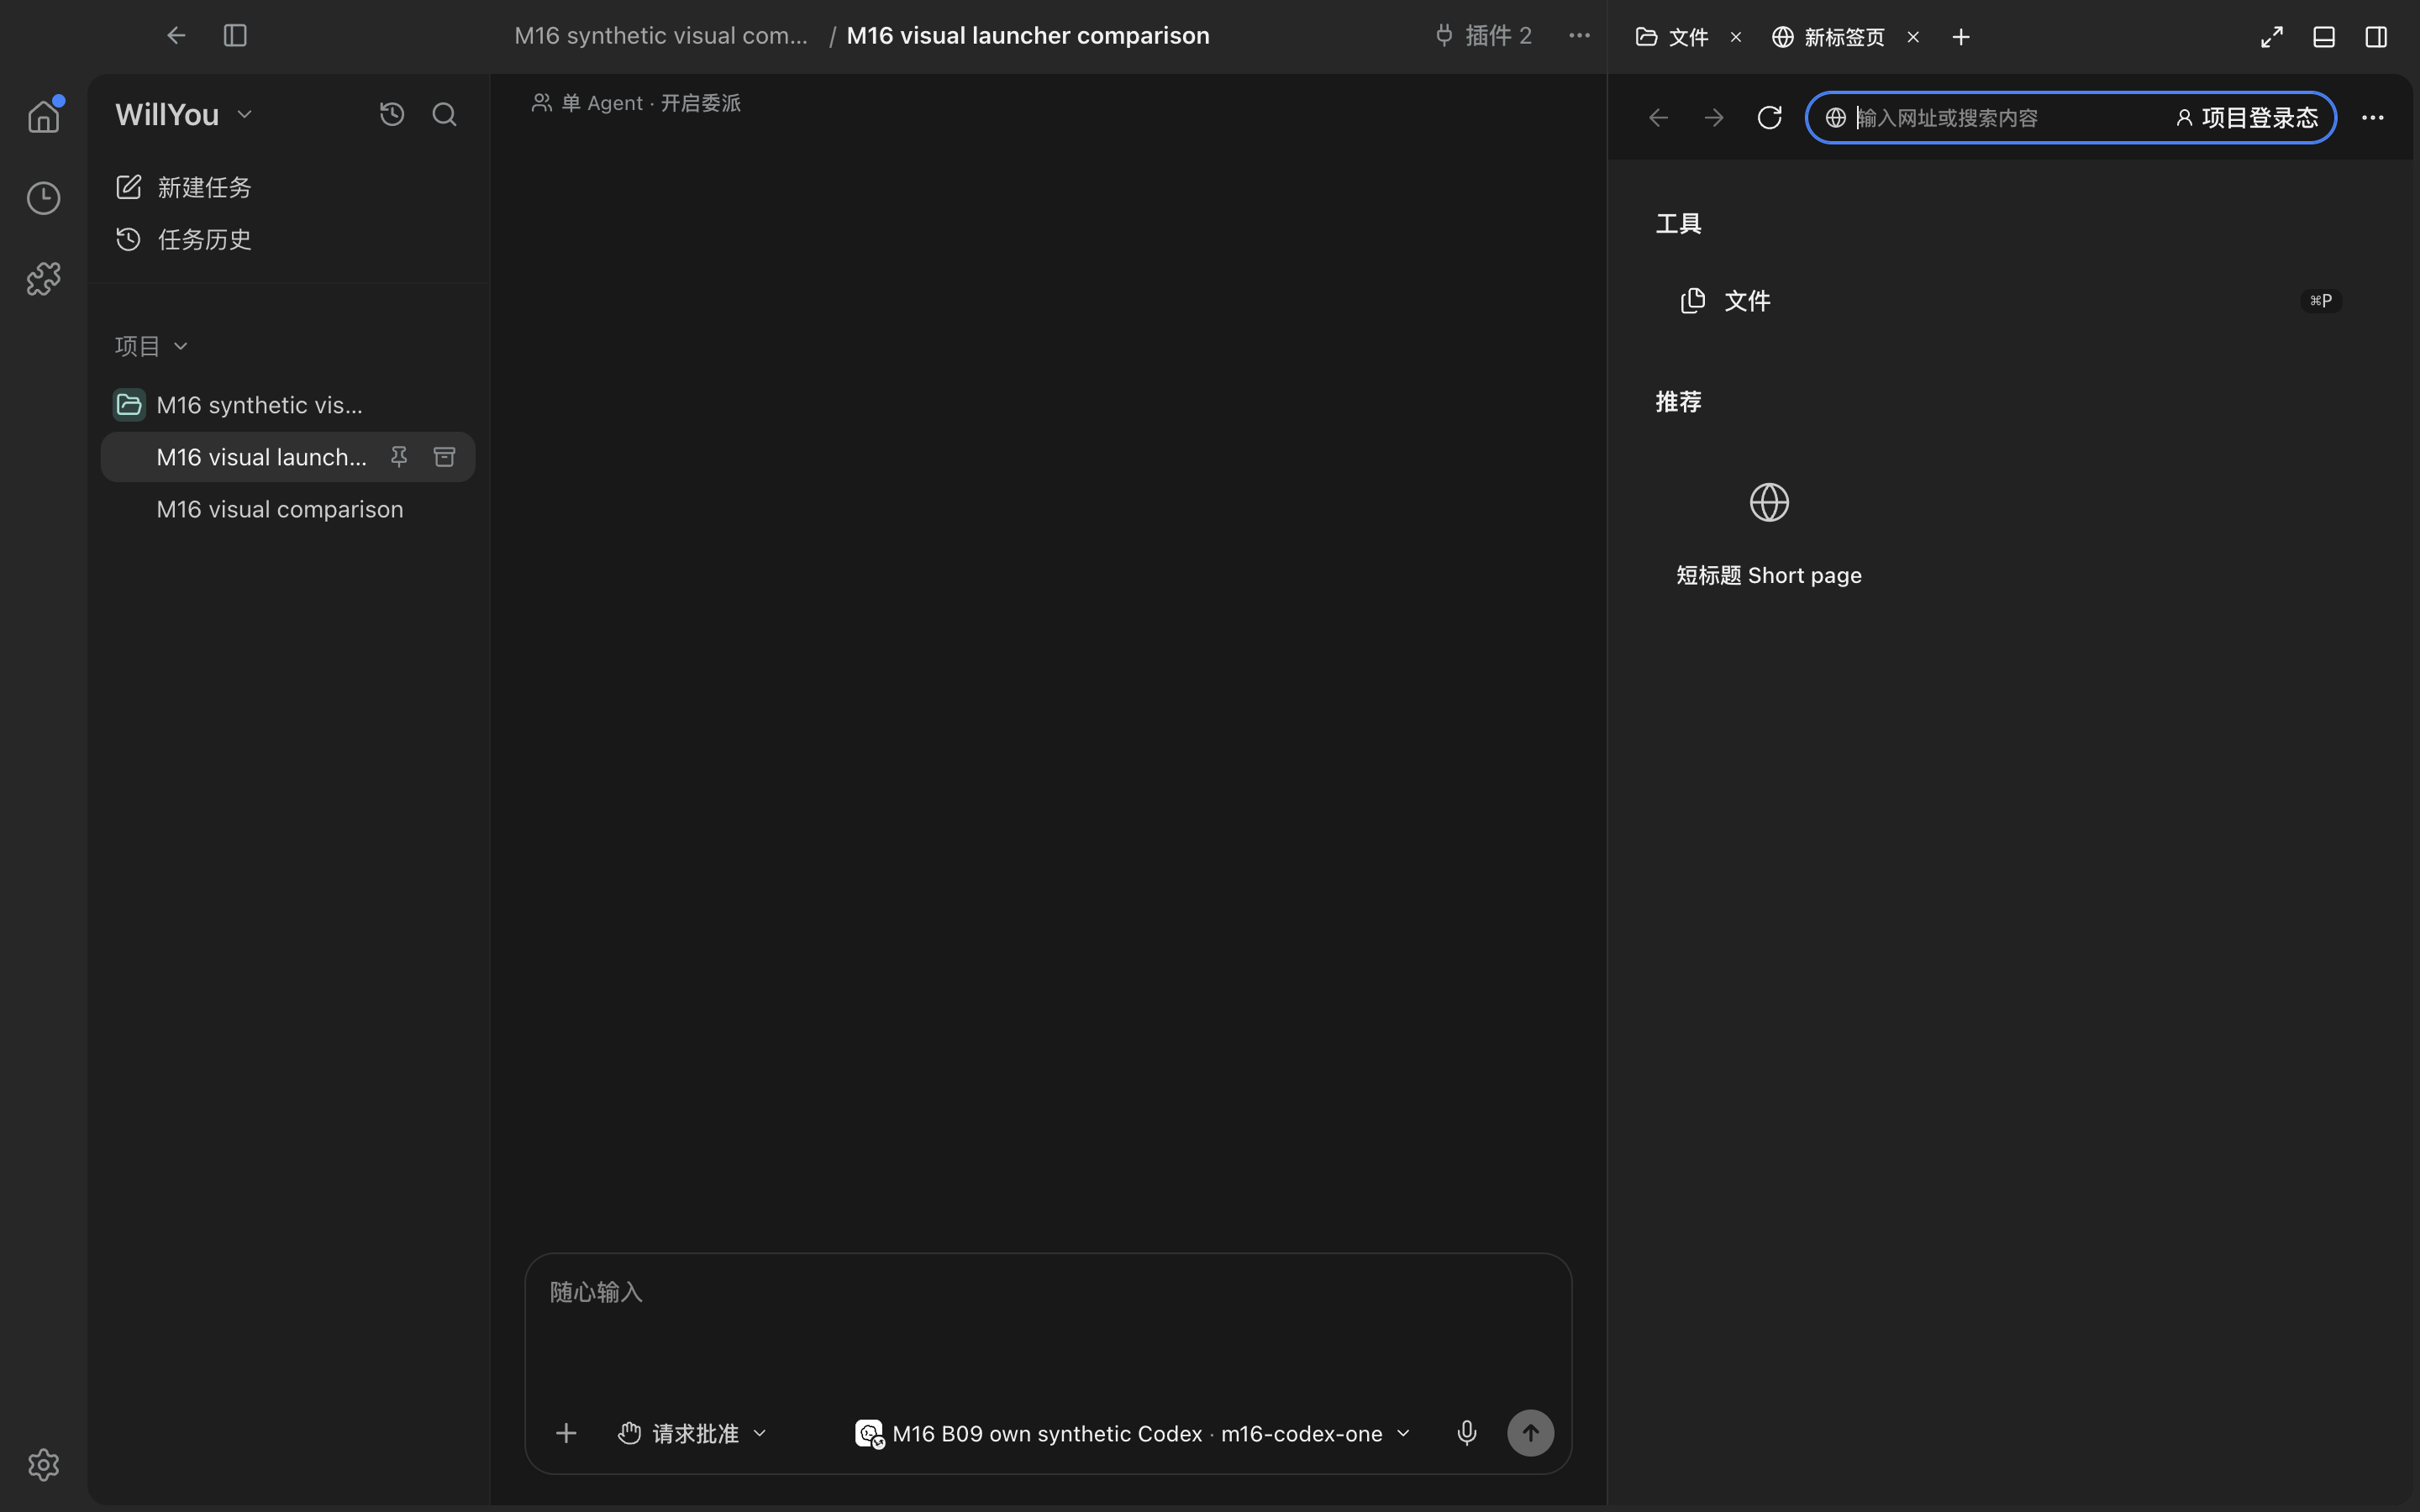 M16 synthetic visual com... / M16 visual launcher comparison
插件 2
文件
新标签页
WillYou
新建任务
任务历史
项目
M16 synthetic vis...
M16 visual launch...
M16 visual comparison
单 Agent · 开启委派
随心输入
请求批准
M16 B09 own synthetic Codex · m16-codex-one
输入网址或搜索内容
项目登录态
工具
文件
⌘P
推荐
短标题 Short page